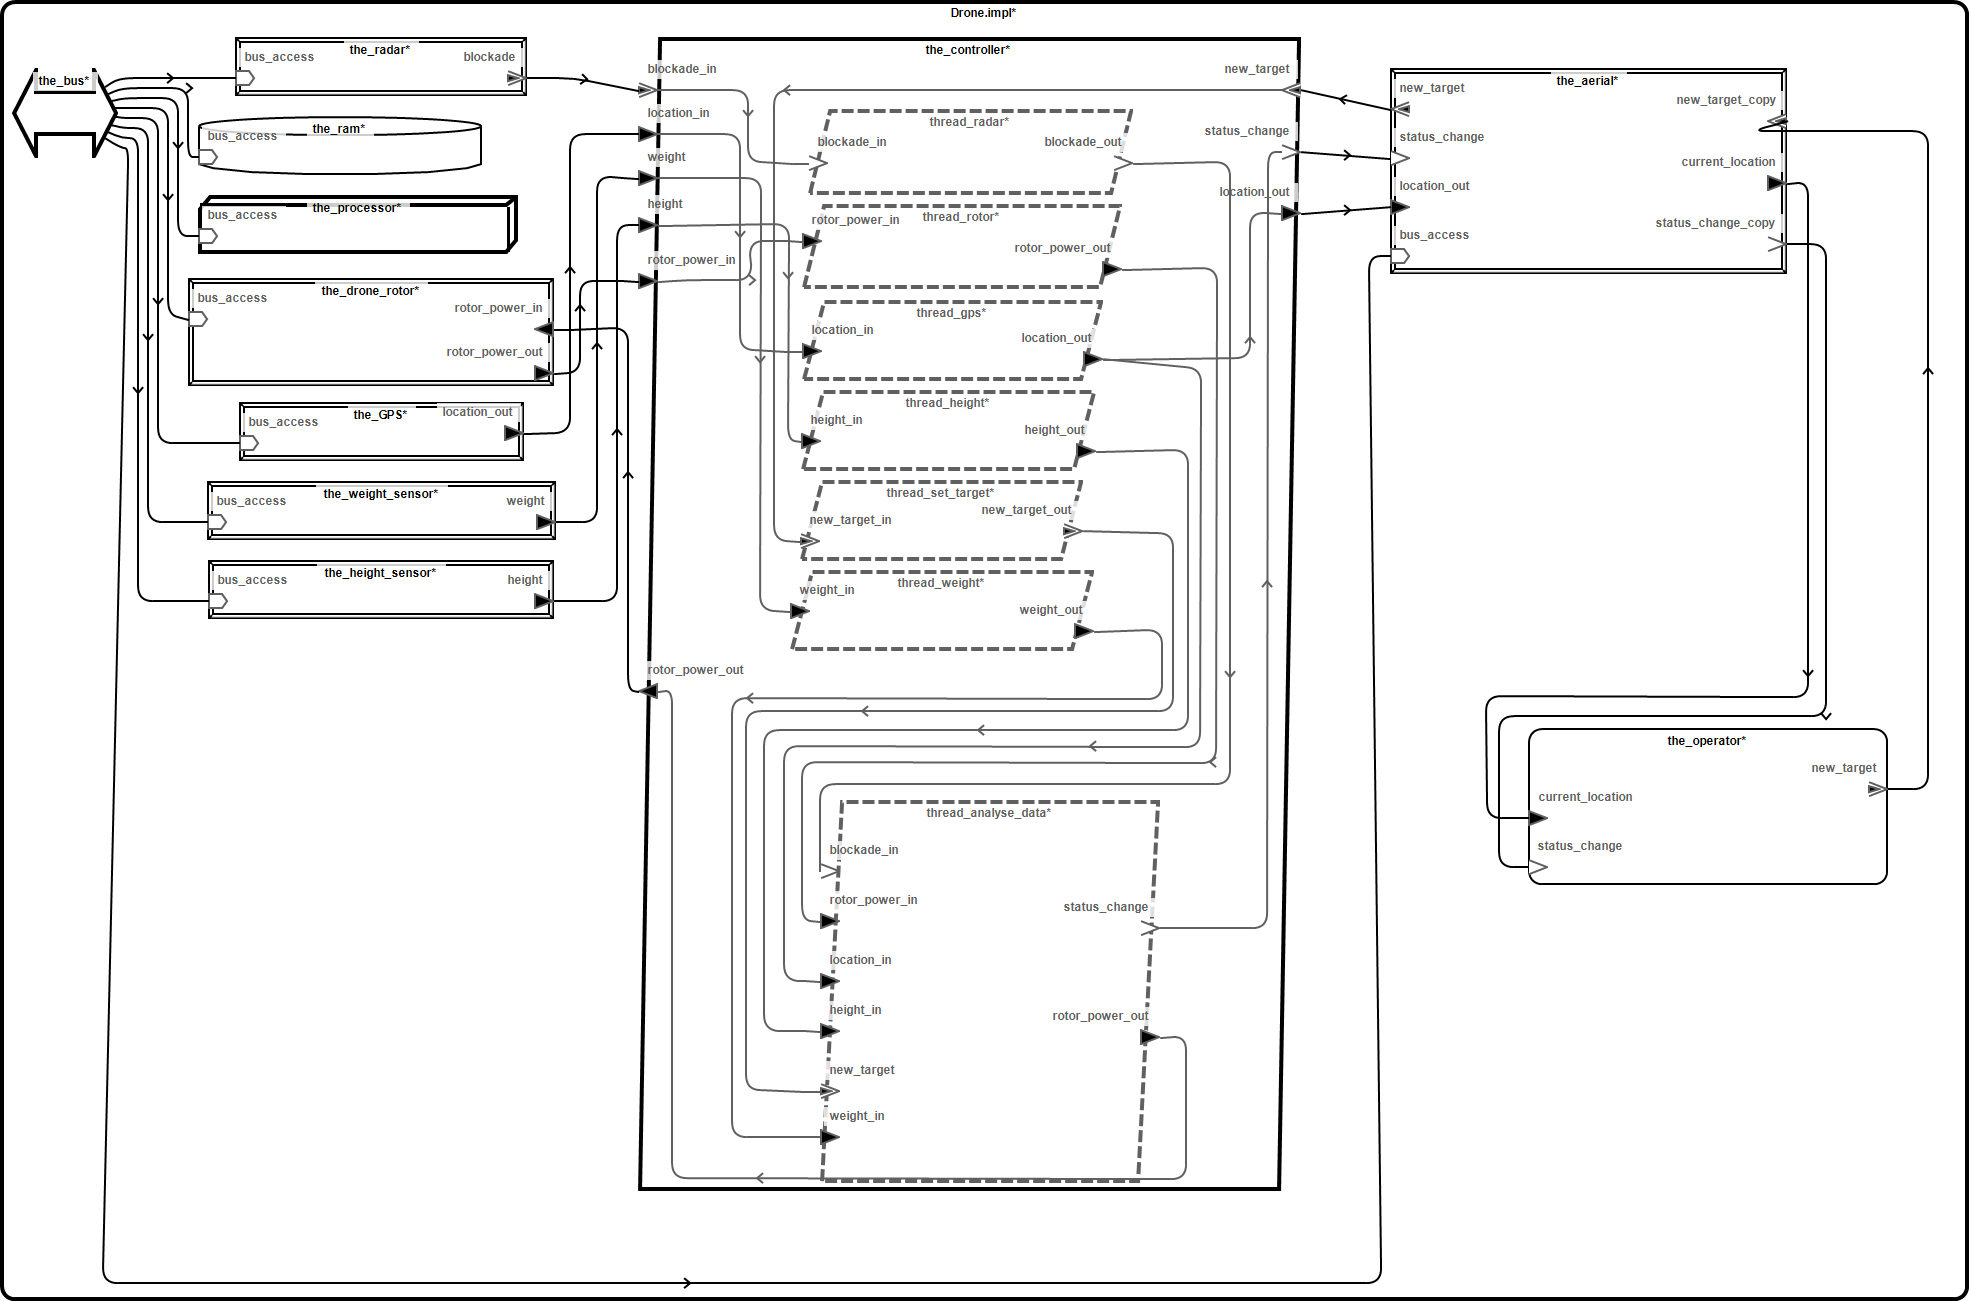 Drone.impl*
the_bus*
the_radar*
bus_access
blockade
the_ram*
bus_access
the_processor*
bus_access
the_drone_rotor*
bus_access
rotor_power_in
rotor_power_out
the_GPS*
location_out
bus_access
the_weight_sensor*
bus_access
weight
the_height_sensor*
bus_access
height
the_controller*
blockade_in
location_in
weight
height
rotor_power_in
rotor_power_out
new_target
status_change
location_out
thread_radar*
blockade_in
blockade_out
thread_rotor*
rotor_power_in
rotor_power_out
thread_gps*
location_in
location_out
thread_height*
height_in
height_out
thread_set_target*
new_target_in
new_target_out
thread_weight*
weight_in
weight_out
thread_analyse_data*
blockade_in
rotor_power_in
location_in
height_in
new_target
weight_in
status_change
rotor_power_out
the_aerial*
new_target
status_change
location_out
bus_access
new_target_copy
current_location
status_change_copy
the_operator*
new_target
current_location
status_change